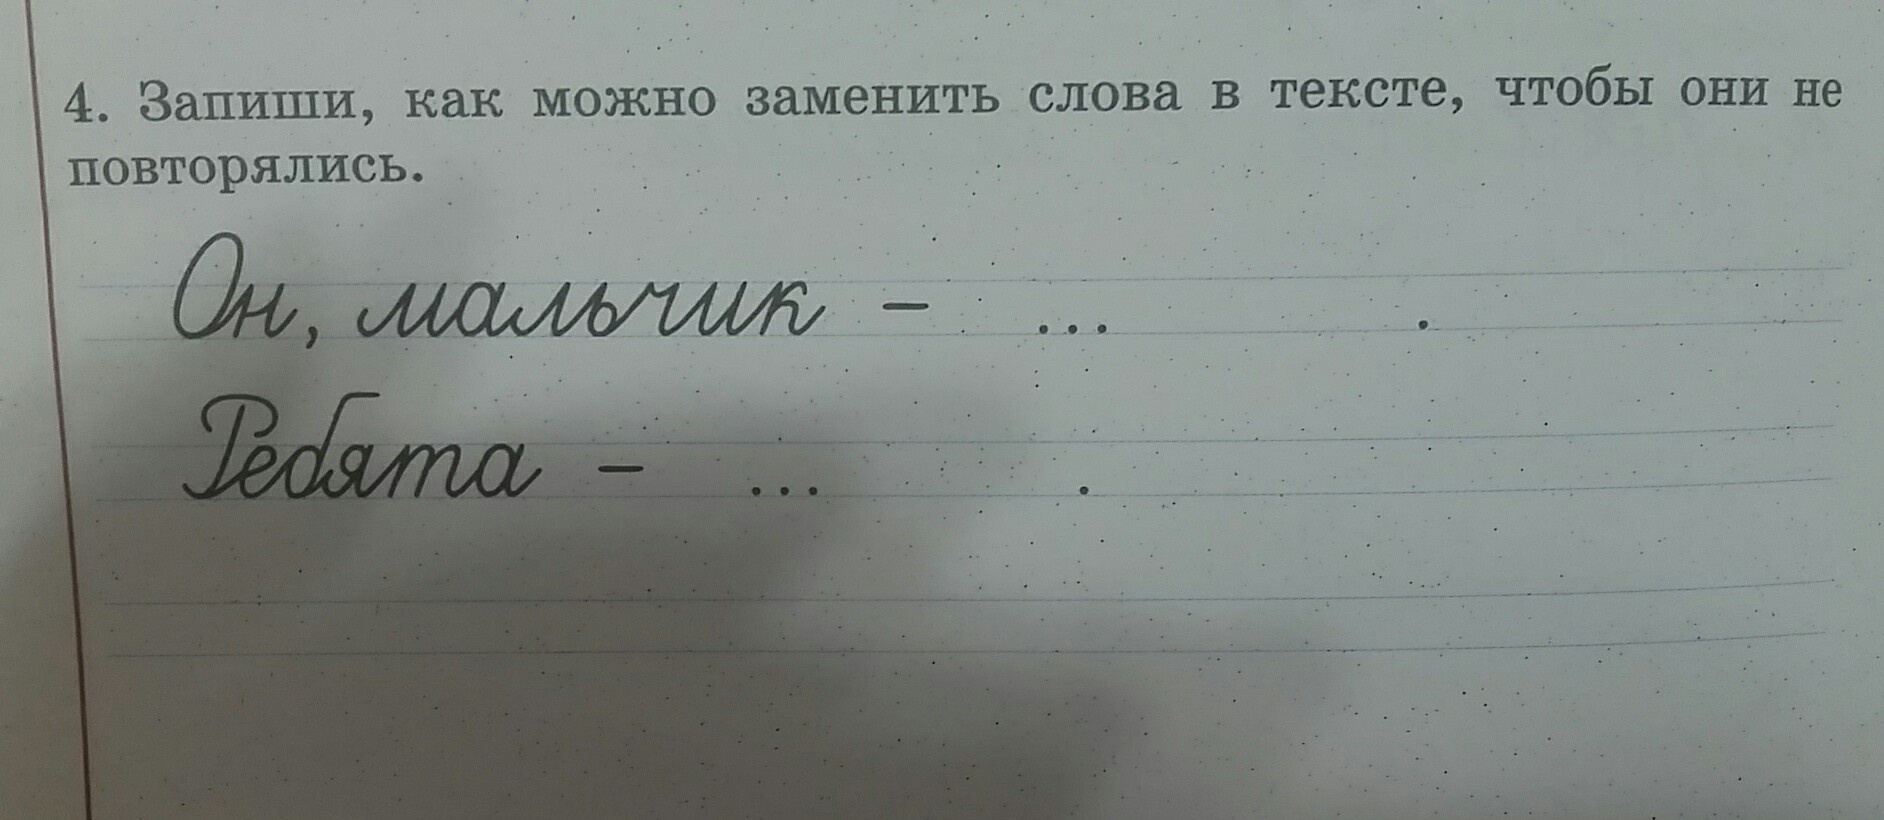 4. Запиши, как можно заменить слова в тексте, чтобы они не
повторялись.
Он, мальчик – ... .
Ребята – ... .